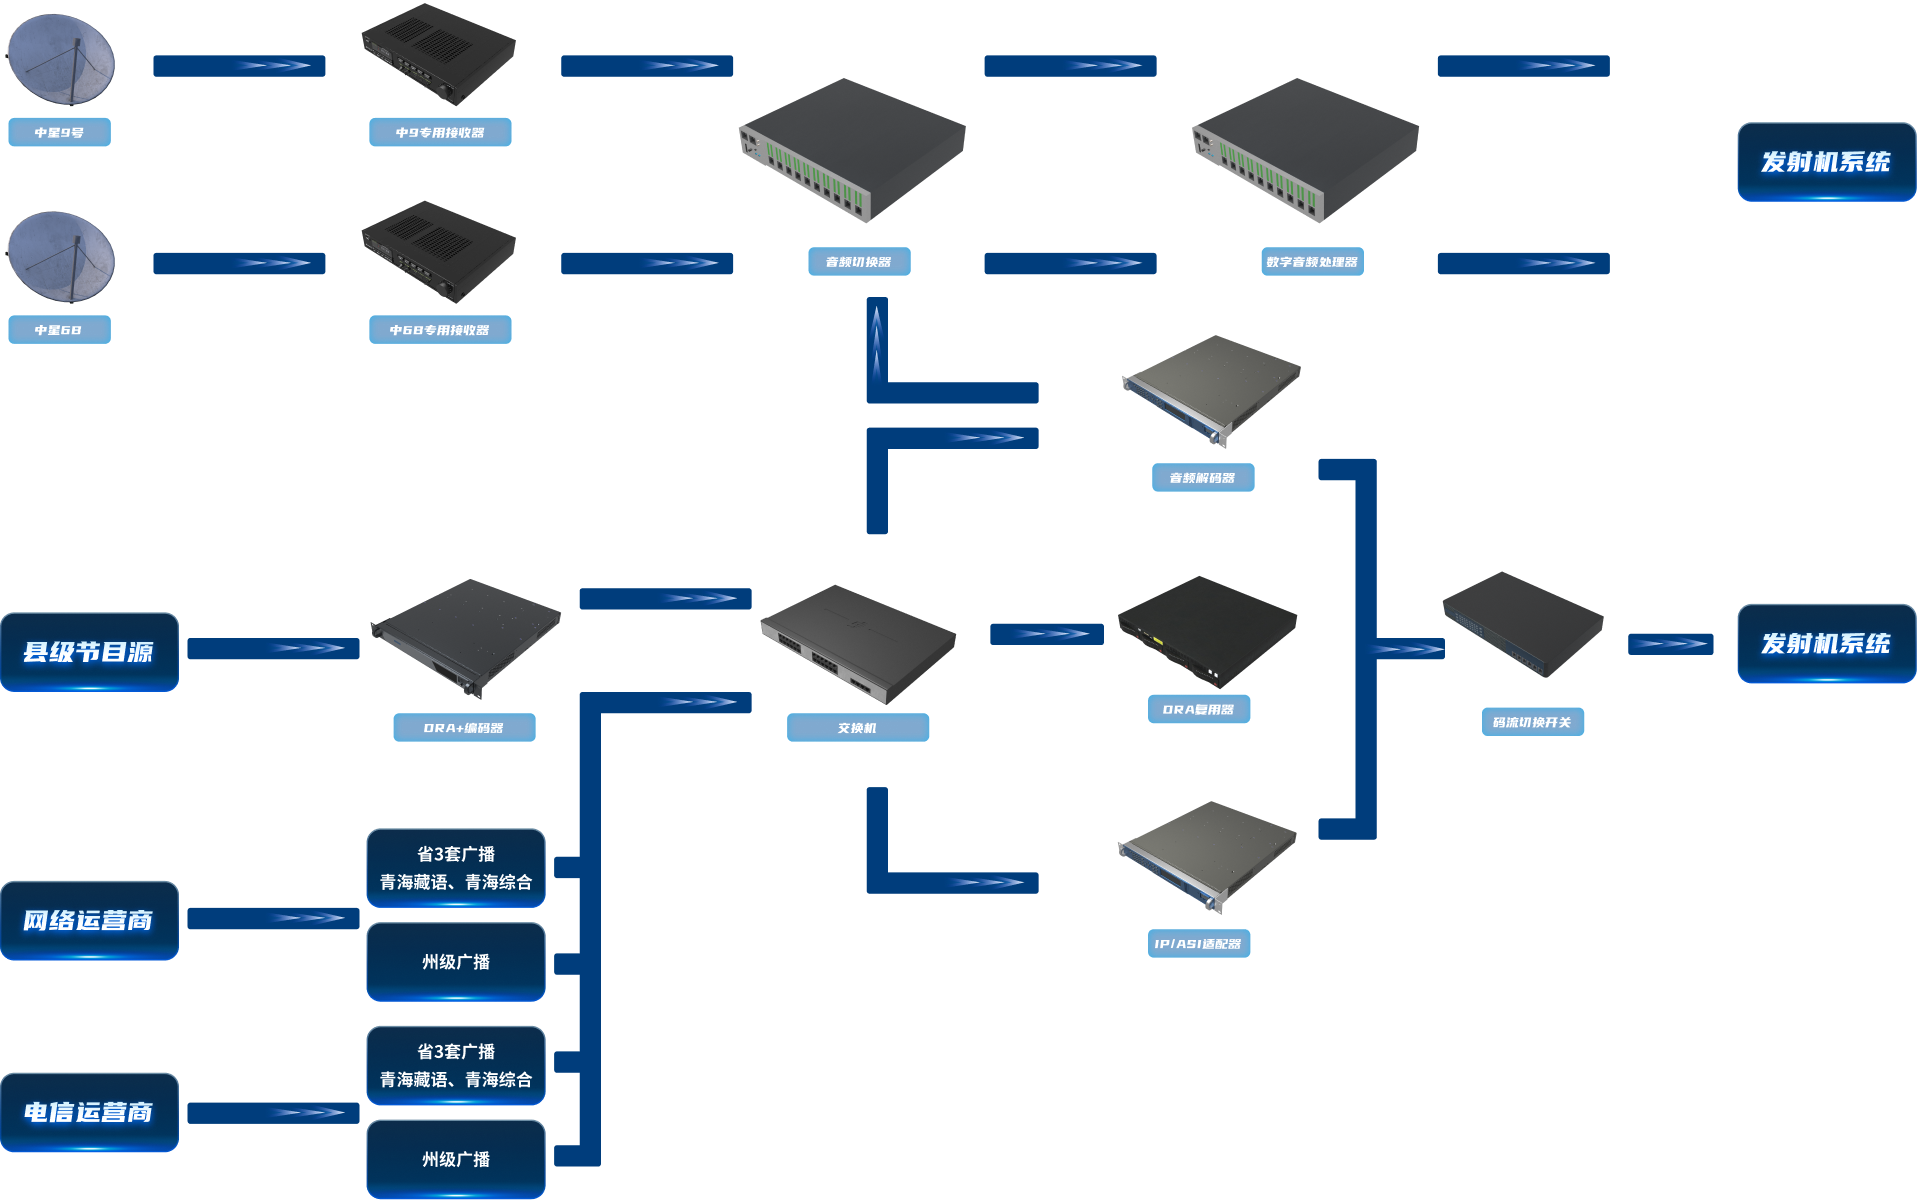 中星9号
中9专用接收器
发射机系统
音频切换器
数字音频处理器
中星6B
中6B专用接收器
音频解码器
县级节目源
发射机系统
DRA+编码器
交换机
DRA复用器
码流切换开关
省3套广播
青海藏语、青海综合
网络运营商
州级广播
IP/ASI适配器
省3套广播
青海藏语、青海综合
电信运营商
州级广播